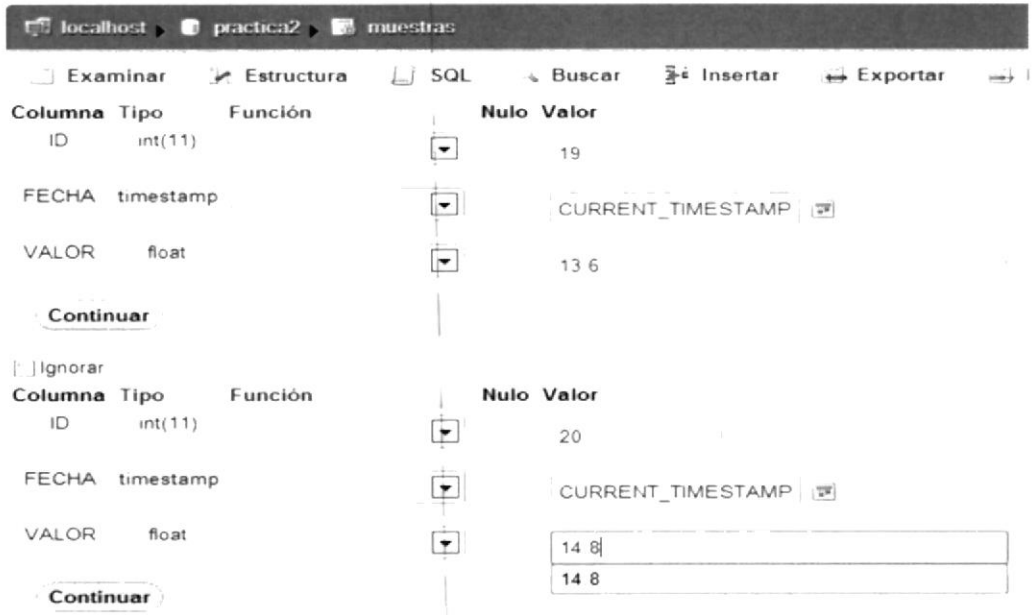 localhost practica2 muestras
Examinar Estructura SQL Buscar Insertar Exportar
Columna Tipo Función Nulo Valor
ID int(11) 19
FECHA timestamp CURRENT_TIMESTAMP
VALOR float 13 6
Continuar
Ignorar
Columna Tipo Función Nulo Valor
ID int(11) 20
FECHA timestamp CURRENT_TIMESTAMP
VALOR float 14 8
14 8
Continuar